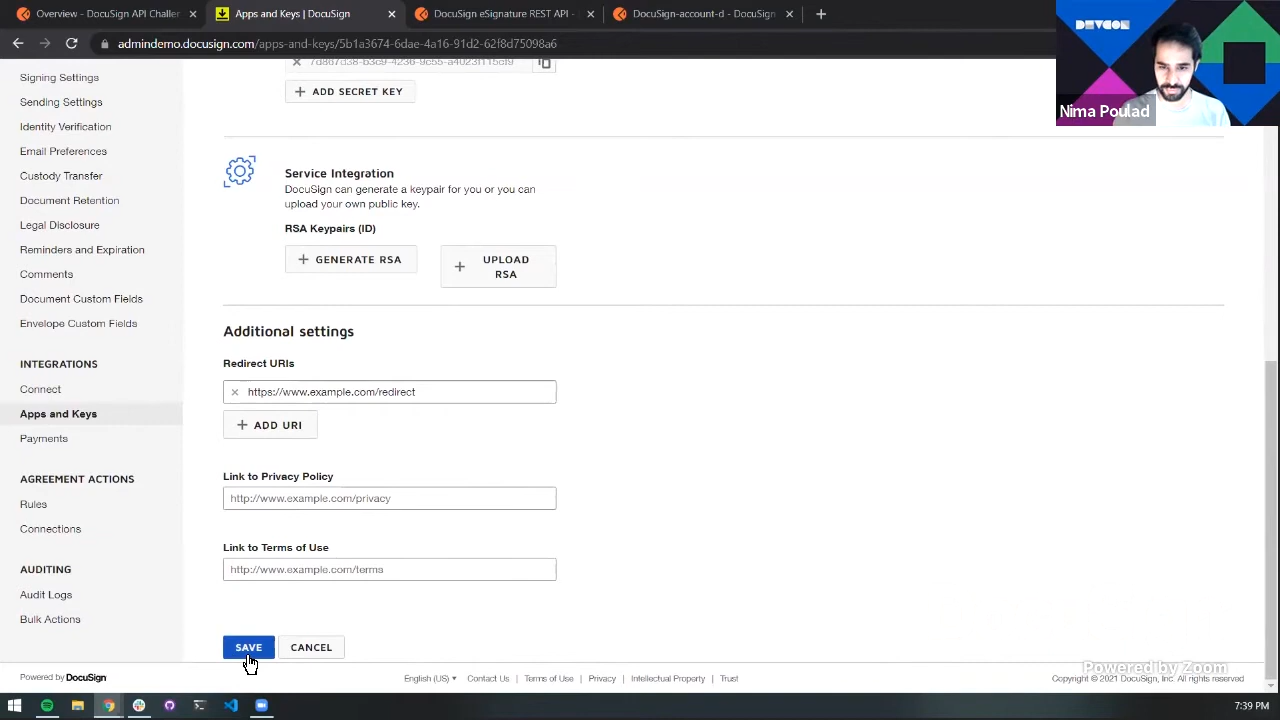 Overview - DocuSign API Challer
Apps and Keys | DocuSign
DocuSign eSignature REST API -
DocuSign-account-d - DocuSign
admindemo.docusign.com/apps-and-keys/5b1a3674-6dae-4a16-91d2-62f8d75098a6
DEVCON
Nima Poulad
Signing Settings
Sending Settings
Identity Verification
Email Preferences
Custody Transfer
Document Retention
Legal Disclosure
Reminders and Expiration
Comments
Document Custom Fields
Envelope Custom Fields
INTEGRATIONS
Connect
Apps and Keys
Payments
AGREEMENT ACTIONS
Rules
Connections
AUDITING
Audit Logs
Bulk Actions
ADD SECRET KEY
Service Integration
DocuSign can generate a keypair for you or you can
upload your own public key.
RSA Keypairs (ID)
GENERATE RSA
UPLOAD
RSA
Additional settings
Redirect URIs
https://www.example.com/redirect
ADD URI
Link to Privacy Policy
http://www.example.com/privacy
Link to Terms of Use
http://www.example.com/terms
SAVE
CANCEL
Powered by Zoom
Powered by DocuSign
English (US)
Contact Us
Terms of Use
Privacy
Intellectual Property
Trust
Copyright © 2021 DocuSign, Inc. All rights reserved
7:39 PM